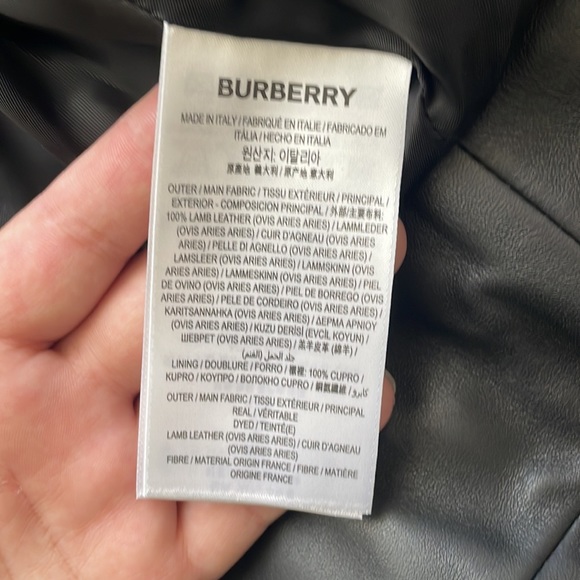 BURBERRY
MADE IN ITALY / FABRIQUÉ EN ITALIE / FABRICADO EM
ITÁLIA / HECHO EN ITALIA
원산지: 이탈리아
原產地 義大利 / 原产地 意大利
OUTER / MAIN FABRIC / TISSU EXTÉRIEUR / PRINCIPAL /
EXTERIOR - COMPOSICION PRINCIPAL / 外部/主要布料:
100% LAMB LEATHER (OVIS ARIES ARIES) / LAMMLEDER
(OVIS ARIES ARIES) / CUIR D'AGNEAU (OVIS ARIES
ARIES) / PELLE DI AGNELLO (OVIS ARIES ARIES) /
LAMSLEER (OVIS ARIES ARIES) / LAMMSKINN (OVIS
ARIES ARIES) / LAMMESKINN (OVIS ARIES ARIES) / PIEL
DE OVINO (OVIS ARIES ARIES) / PIEL DE BORREGO (OVIS
ARIES ARIES) / PELE DE CORDEIRO (OVIS ARIES ARIES) /
KARITSANNAHKA (OVIS ARIES ARIES) / ΔΕΡΜΑ ΑΡΝΙΟΥ
(OVIS ARIES ARIES) / KUZU DERİSİ (EVCİL KOYUN) /
ШЕВРЕТ (OVIS ARIES ARIES) / 羔羊皮革 (綿羊) /
جلد الحمل (الغنم)
LINING / DOUBLURE / FORRO / 襯裡: 100% CUPRO /
KUPRO / ΚΟΥΠΡΟ / ВОЛОКНО CUPRO / 銅氨纖維 / كابرو
OUTER / MAIN FABRIC / TISSU EXTÉRIEUR / PRINCIPAL
REAL / VÉRITABLE
DYED / TEINTÉ(E)
LAMB LEATHER (OVIS ARIES ARIES) / CUIR D'AGNEAU
(OVIS ARIES ARIES)
FIBRE / MATERIAL ORIGIN FRANCE / FIBRE / MATIÈRE
ORIGINE FRANCE